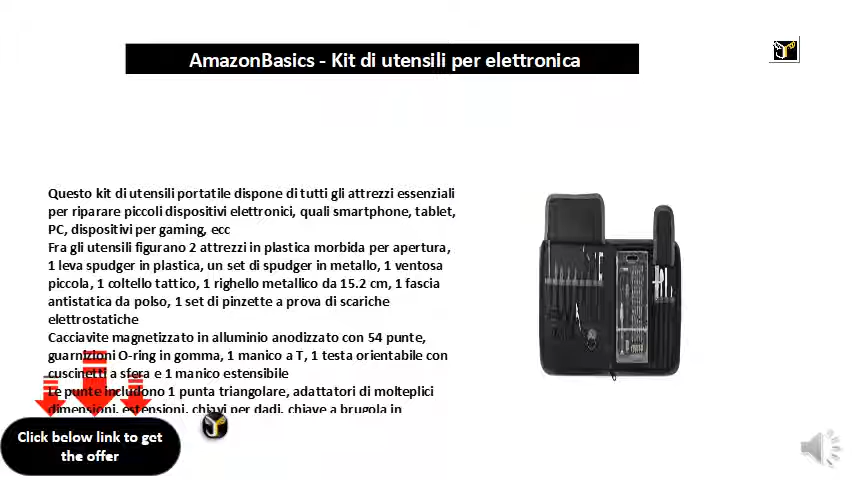 AmazonBasics - Kit di utensili per elettronica
Questo kit di utensili portatile dispone di tutti gli attrezzi essenziali
per riparare piccoli dispositivi elettronici, quali smartphone, tablet,
PC, dispositivi per gaming, ecc
Fra gli utensili figurano 2 attrezzi in plastica morbida per apertura,
1 leva spudger in plastica, un set di spudger in metallo, 1 ventosa
piccola, 1 coltello tattico, 1 righello metallico da 15.2 cm, 1 fascia
antistatica da polso, 1 set di pinzette a prova di scariche
elettrostatiche
Cacciavite magnetizzato in alluminio anodizzato con 54 punte,
guarnizioni O-ring in gomma, 1 manico a T, 1 testa orientabile con
cuscinetti a sfera e 1 manico estensibile
Le punte includono 1 punta triangolare, adattatori di molteplici
dimensioni, estensioni, chiavi per dadi, chiave a brugola in
Click below link to get
the offer